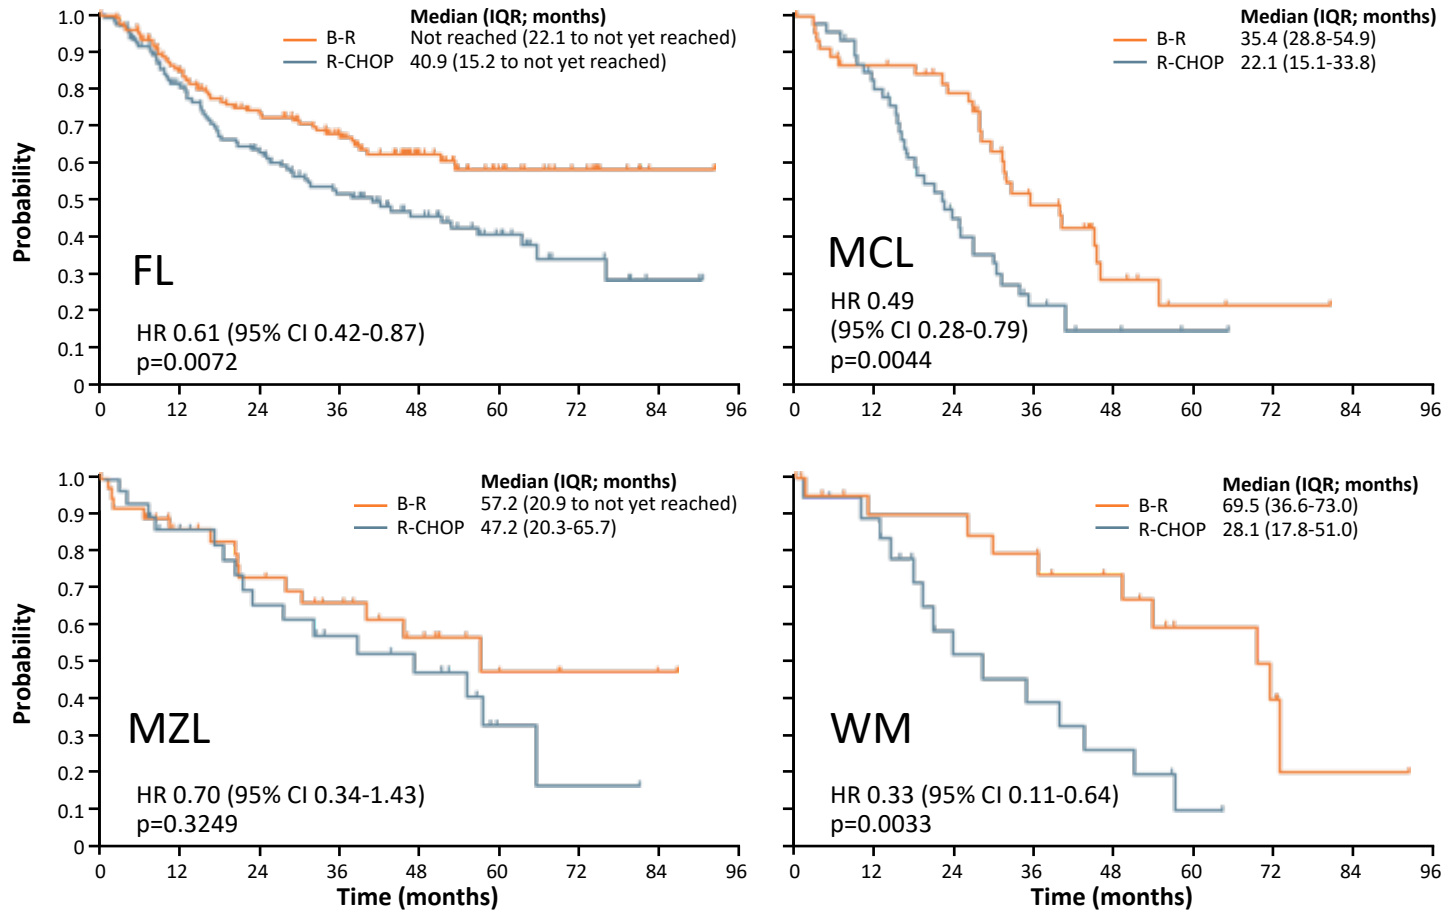 Median (IQR; months)
B-R Not reached (22.1 to not yet reached)
R-CHOP 40.9 (15.2 to not yet reached)
Probability
1.0
0.9
0.8
0.7
0.6
0.5
0.4
0.3
0.2
0.1
0
FL
HR 0.61 (95% CI 0.42-0.87)
p=0.0072
0 12 24 36 48 60 72 84 96
Median (IQR; months)
B-R 35.4 (28.8-54.9)
R-CHOP 22.1 (15.1-33.8)
MCL
HR 0.49
(95% CI 0.28-0.79)
p=0.0044
0 12 24 36 48 60 72 84 96
Median (IQR; months)
B-R 57.2 (20.9 to not yet reached)
R-CHOP 47.2 (20.3-65.7)
Probability
1.0
0.9
0.8
0.7
0.6
0.5
0.4
0.3
0.2
0.1
0
MZL
HR 0.70 (95% CI 0.34-1.43)
p=0.3249
0 12 24 36 48 60 72 84 96
Time (months)
Median (IQR; months)
B-R 69.5 (36.6-73.0)
R-CHOP 28.1 (17.8-51.0)
WM
HR 0.33 (95% CI 0.11-0.64)
p=0.0033
0 12 24 36 48 60 72 84 96
Time (months)